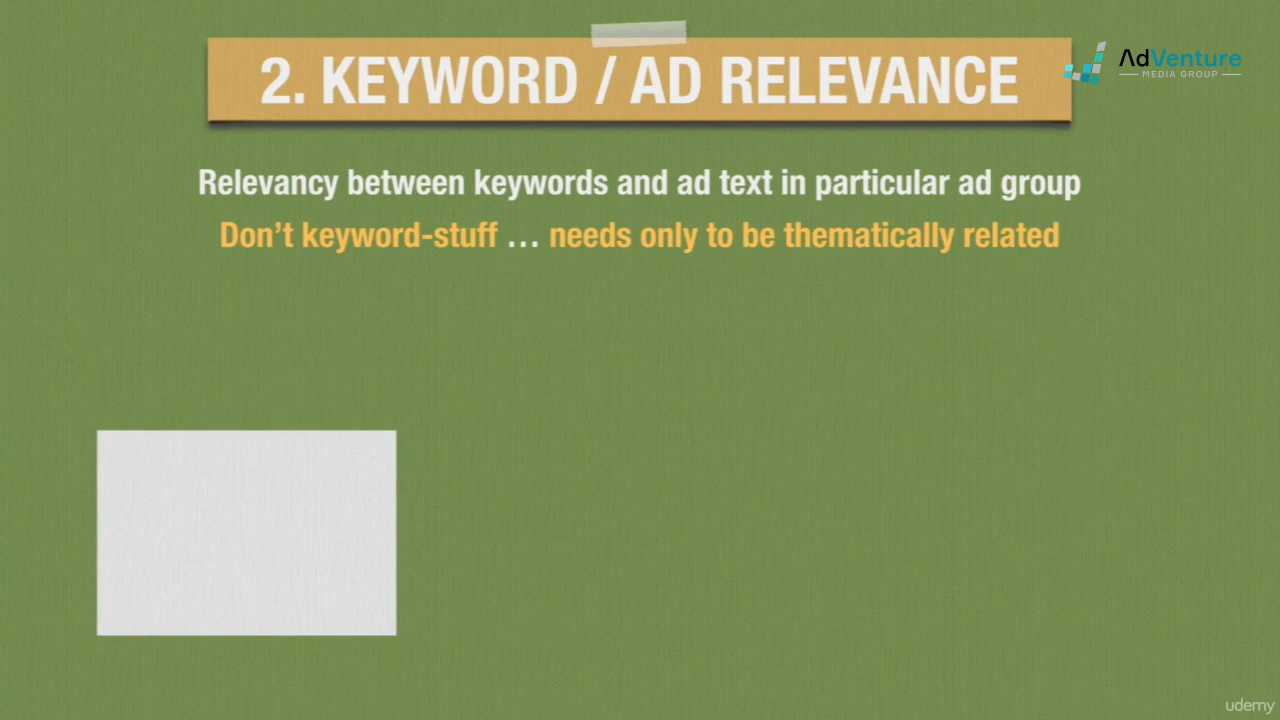 2. KEYWORD / AD RELEVANCE
AdVenture
MEDIA GROUP
Relevancy between keywords and ad text in particular ad group
Don’t keyword-stuff … needs only to be thematically related
udemy